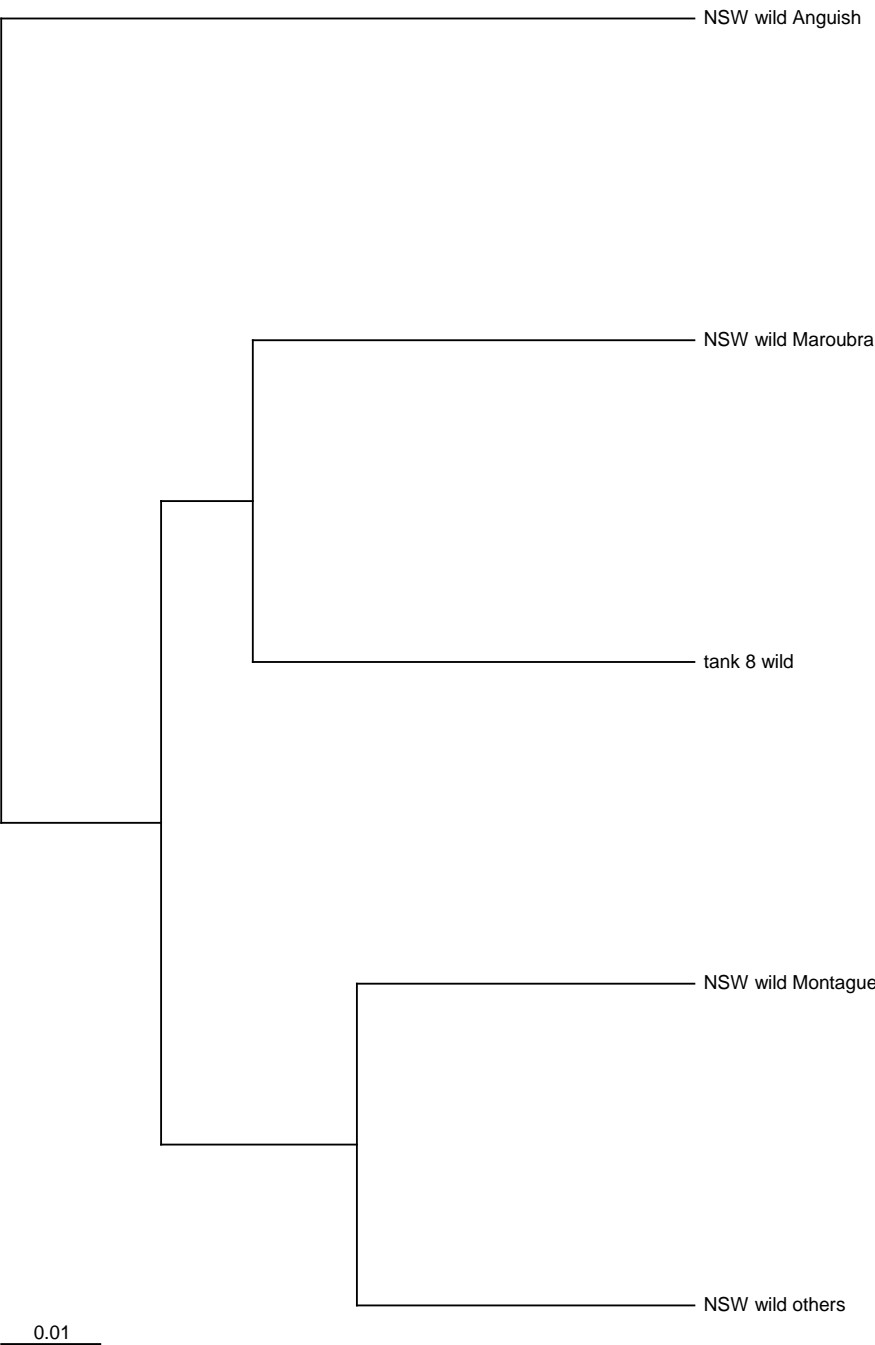 NSW wild Anguish
NSW wild Maroubra
tank 8 wild
NSW wild Montague
NSW wild others
0.01